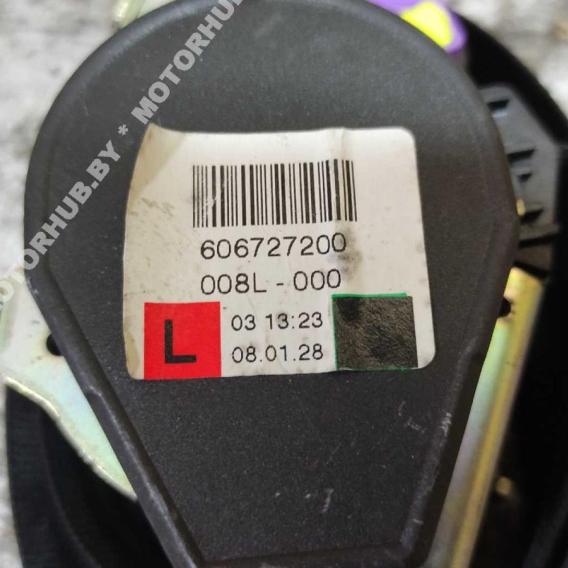 MOTORHUB.BY * MOTORHUB
606727200
008L - 000
L
03 13:23
08.01.28